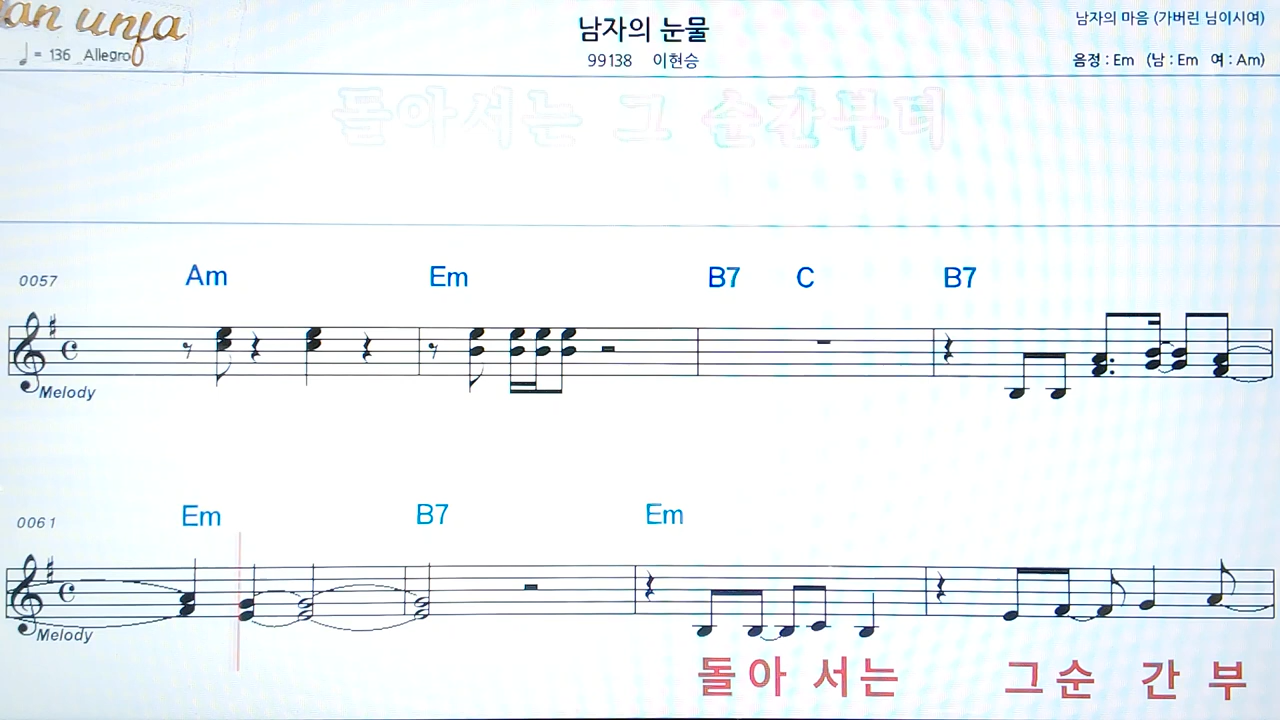 an unja
♩ = 136 Allegro
남자의 눈물
99138 이현승
남자의 마음 (가버린 님이시여)
음정 : Em (남 : Em 여 : Am)
돌아서는 그 순간부터
0057
Am Em B7 C B7
Melody
0061
Em B7 Em
Melody
돌아 서는 그순 간 부